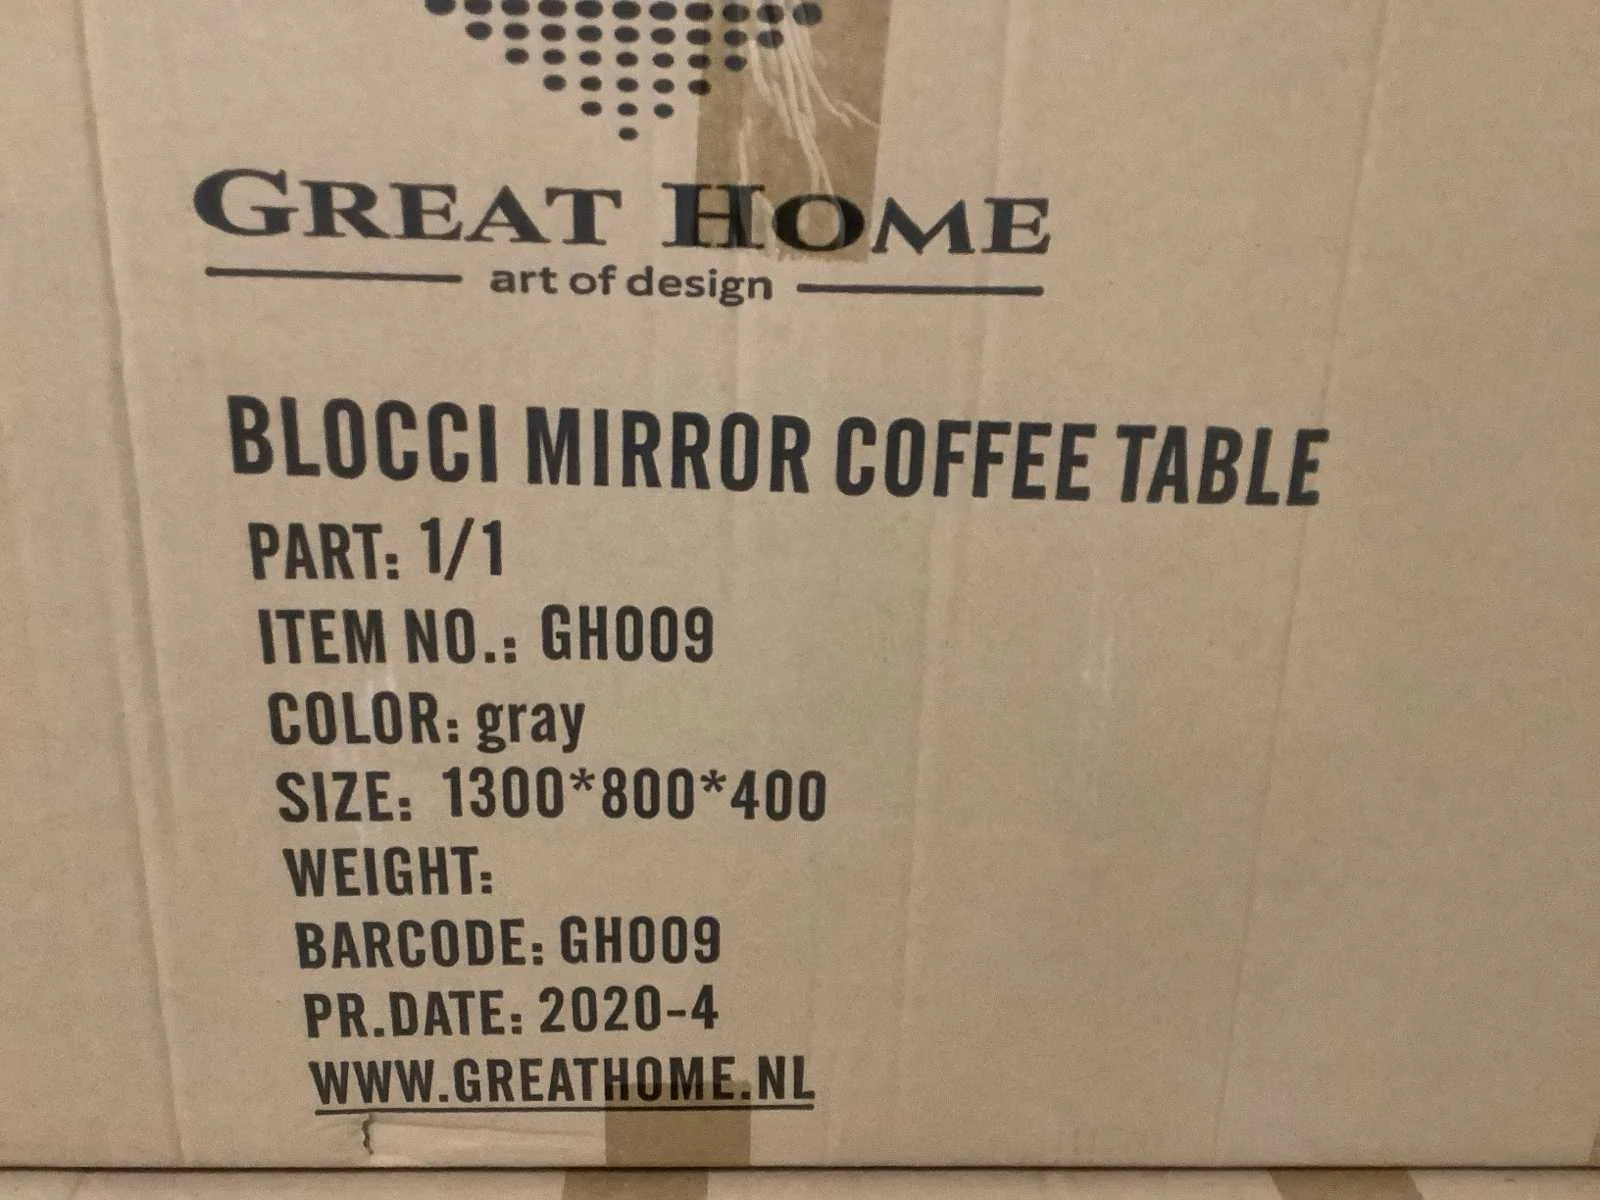 GREAT HOME
art of design
BLOCCI MIRROR COFFEE TABLE
PART: 1/1
ITEM NO.: GH009
COLOR: gray
SIZE: 1300*800*400
WEIGHT:
BARCODE: GH009
PR.DATE: 2020-4
WWW.GREATHOME.NL